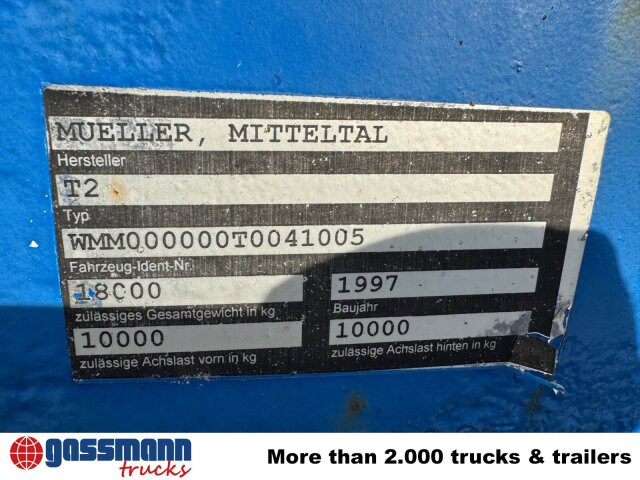 MUELLER, MITTELTAL
Hersteller
T2
Typ
WMM000000T0041005
Fahrzeug-Ident-Nr.
18000 1997
zulässiges Gesamtgewicht in kg Baujahr
10000 10000
zulässige Achslast vorn in kg zulässige Achslast hinten in kg
gassmann trucks More than 2.000 trucks & trailers